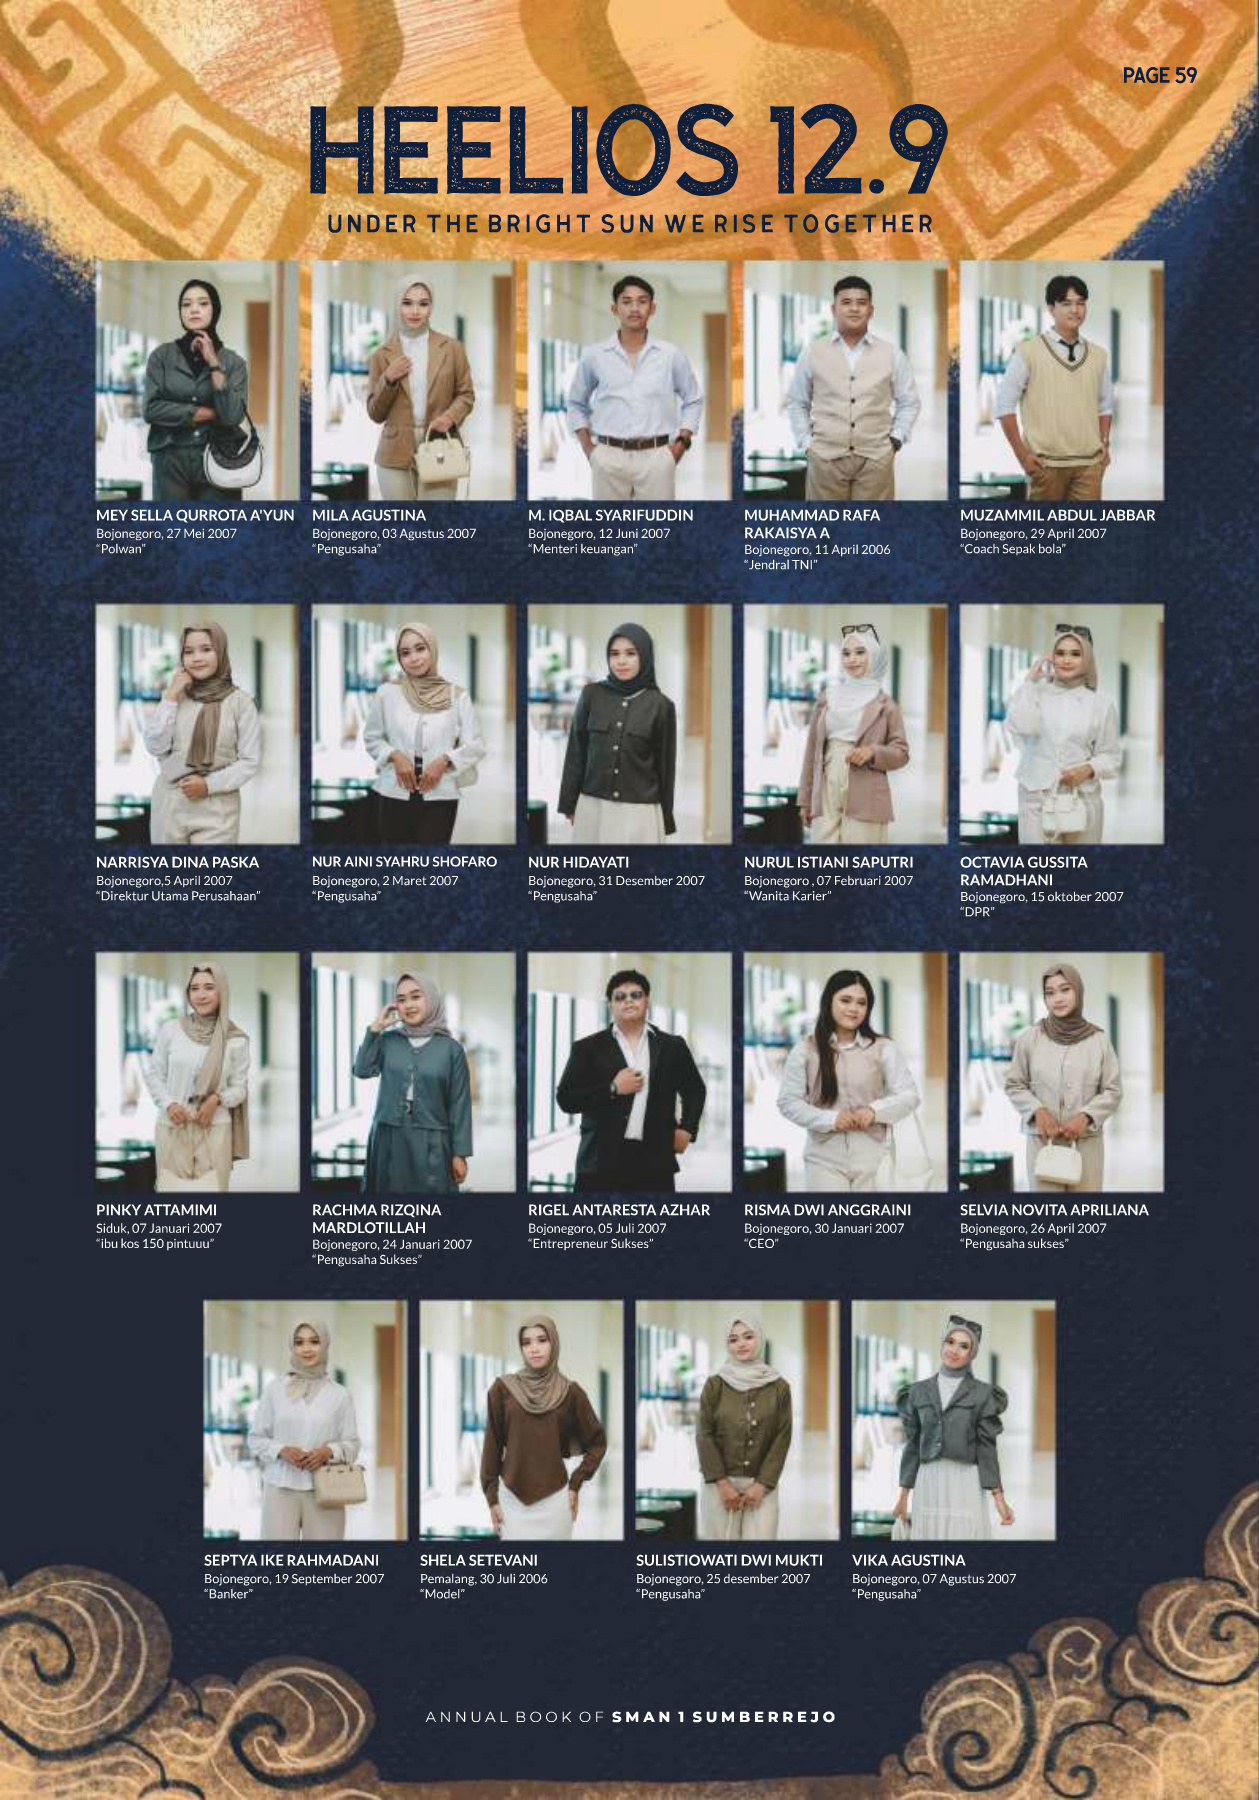 PAGE 59
HEELIOS 12.9
UNDER THE BRIGHT SUN WE RISE TOGETHER
MEY SELLA QURROTA A'YUN
Bojonegoro, 27 Mei 2007
“Polwan”
MILA AGUSTINA
Bojonegoro, 03 Agustus 2007
“Pengusaha”
M. IQBAL SYARIFUDDIN
Bojonegoro, 12 Juni 2007
“Menteri keuangan”
MUHAMMAD RAFA
RAKAISYA A
Bojonegoro, 11 April 2006
“Jendral TNI”
MUZAMMIL ABDUL JABBAR
Bojonegoro, 29 April 2007
“Coach Sepak bola”
NARRISYA DINA PASKA
Bojonegoro,5 April 2007
“Direktur Utama Perusahaan”
NUR AINI SYAHRU SHOFARO
Bojonegoro, 2 Maret 2007
“Pengusaha”
NUR HIDAYATI
Bojonegoro, 31 Desember 2007
“Pengusaha”
NURUL ISTIANI SAPUTRI
Bojonegoro , 07 Februari 2007
“Wanita Karier”
OCTAVIA GUSSITA
RAMADHANI
Bojonegoro, 15 oktober 2007
“DPR”
PINKY ATTAMIMI
Siduk, 07 Januari 2007
“ibu kos 150 pintuuu”
RACHMA RIZQINA
MARDLOTILLAH
Bojonegoro, 24 Januari 2007
“Pengusaha Sukses”
RIGEL ANTARESTA AZHAR
Bojonegoro, 05 Juli 2007
“Entrepreneur Sukses”
RISMA DWI ANGGRAINI
Bojonegoro, 30 Januari 2007
“CEO”
SELVIA NOVITA APRILIANA
Bojonegoro, 26 April 2007
“Pengusaha sukses”
SEPTYA IKE RAHMADANI
Bojonegoro, 19 September 2007
“Banker”
SHELA SETEVANI
Pemalang, 30 Juli 2006
“Model”
SULISTIOWATI DWI MUKTI
Bojonegoro, 25 desember 2007
“Pengusaha”
VIKA AGUSTINA
Bojonegoro, 07 Agustus 2007
“Pengusaha”
ANNUAL BOOK OF SMAN 1 SUMBERREJO